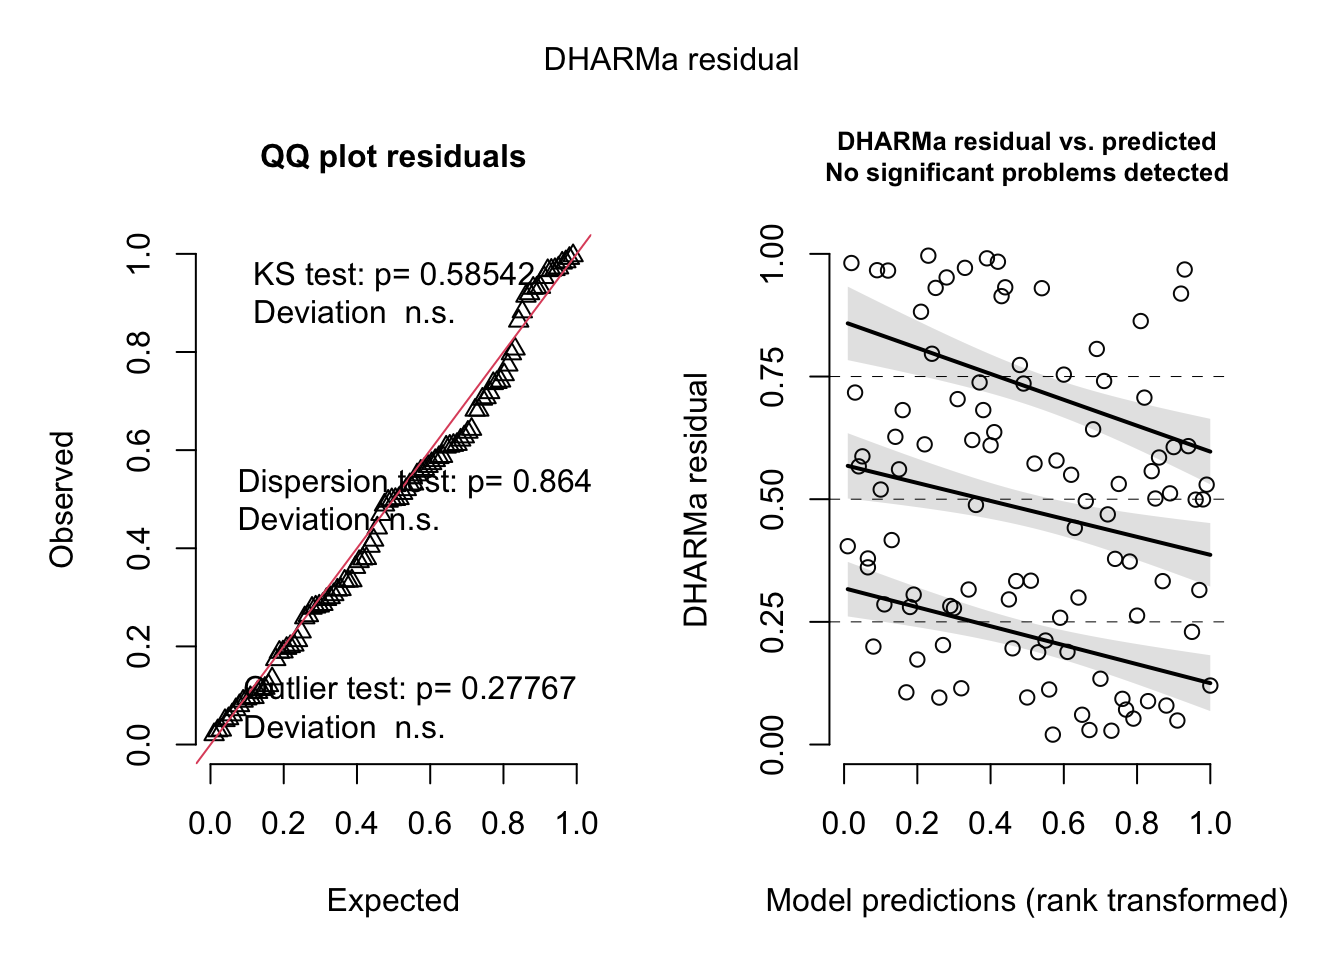 DHARMa residual
QQ plot residuals
KS test: p= 0.58542
Deviation  n.s.
Dispersion test: p= 0.864
Deviation  n.s.
Outlier test: p= 0.27767
Deviation  n.s.
Observed
0.0 0.2 0.4 0.6 0.8 1.0
0.0 0.2 0.4 0.6 0.8 1.0
Expected
DHARMa residual vs. predicted
No significant problems detected
DHARMa residual
0.00 0.25 0.50 0.75 1.00
0.0 0.2 0.4 0.6 0.8 1.0
Model predictions (rank transformed)